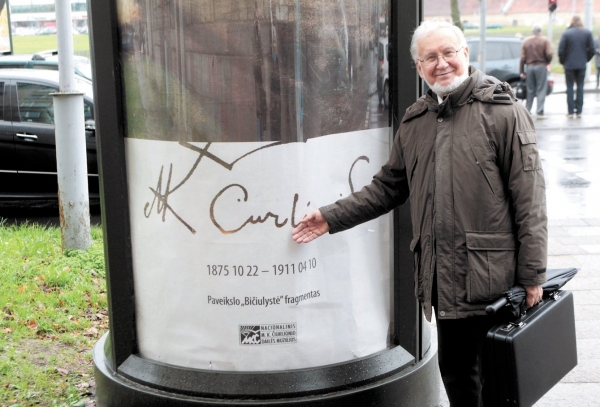 MK Čiurlionis
1875 10 22 – 1911 04 10
Paveikslo „Bičiulystė“ fragmentas
NACIONALINIS
M. K. ČIURLIONIO
DAILĖS MUZIEJUS